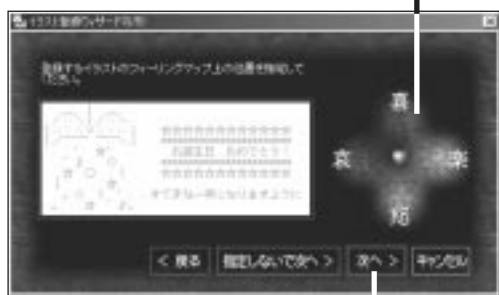 イラスト登録ウィザード
登録するイラストのフィーリングマップ上の位置を指定して
ください。
☆☆☆☆☆☆☆☆☆☆☆☆
お誕生日 おめでとう！
☆☆☆☆☆☆☆☆☆☆☆☆
すてきな一年になりますように
喜
哀
楽
怒
< 戻る
指定しないで次へ >
次へ >
キャンセル